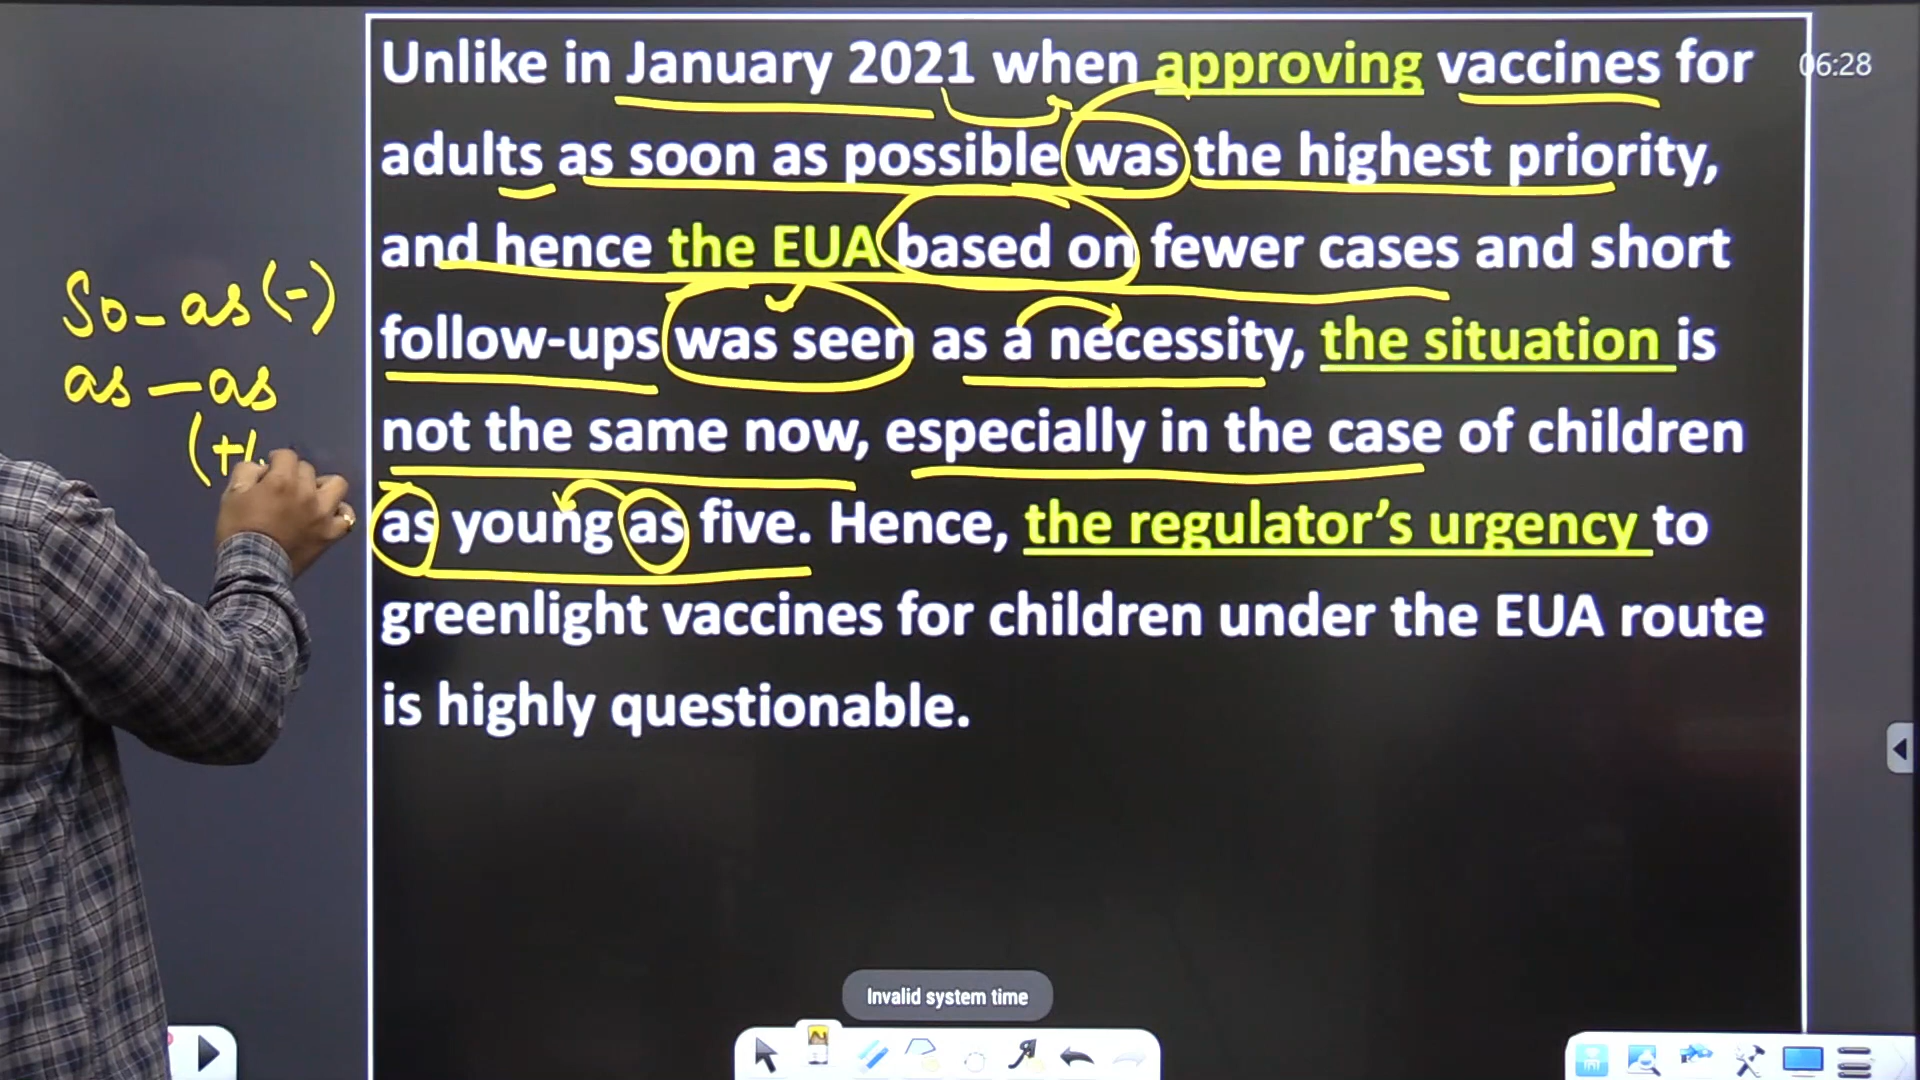 Unlike in January 2021 when approving vaccines for
06:28
adults as soon as possible was the highest priority,
and hence the EUA based on fewer cases and short
So - as (-)
follow-ups was seen as a necessity, the situation is
as - as
not the same now, especially in the case of children
(+
as young as five. Hence, the regulator's urgency to
greenlight vaccines for children under the EUA route
is highly questionable.
Invalid system time